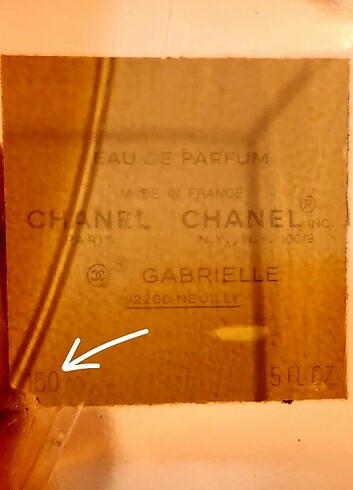 EAU DE PARFUM
MADE IN FRANCE
CHANEL CHANEL® INC.
PARIS N.Y., N.Y. 10019
GABRIELLE
92200 NEUILLY
150 5 FL OZ